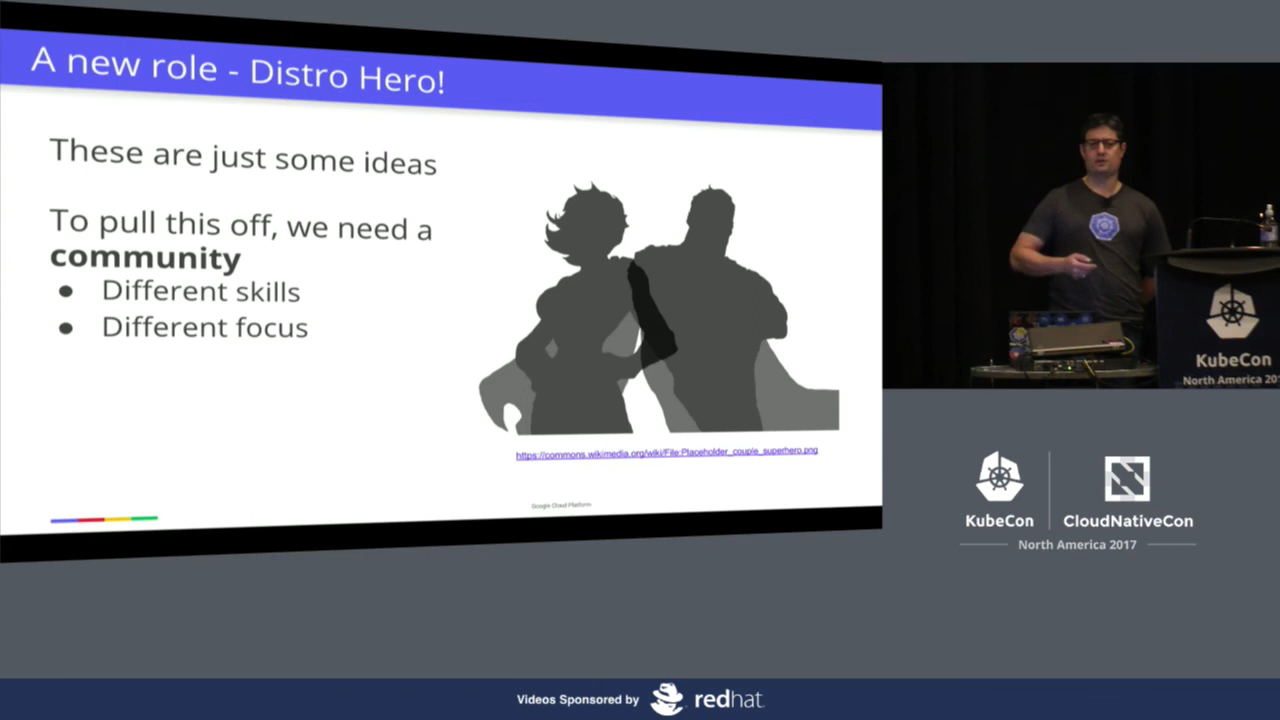 A new role - Distro Hero!
These are just some ideas
To pull this off, we need a
community
● Different skills
● Different focus
https://commons.wikimedia.org/wiki/File:Placeholder_couple_superhero.png
Google Cloud Platform
KubeCon
North America 201
KubeCon
CloudNativeCon
North America 2017
Videos Sponsored by
redhat.